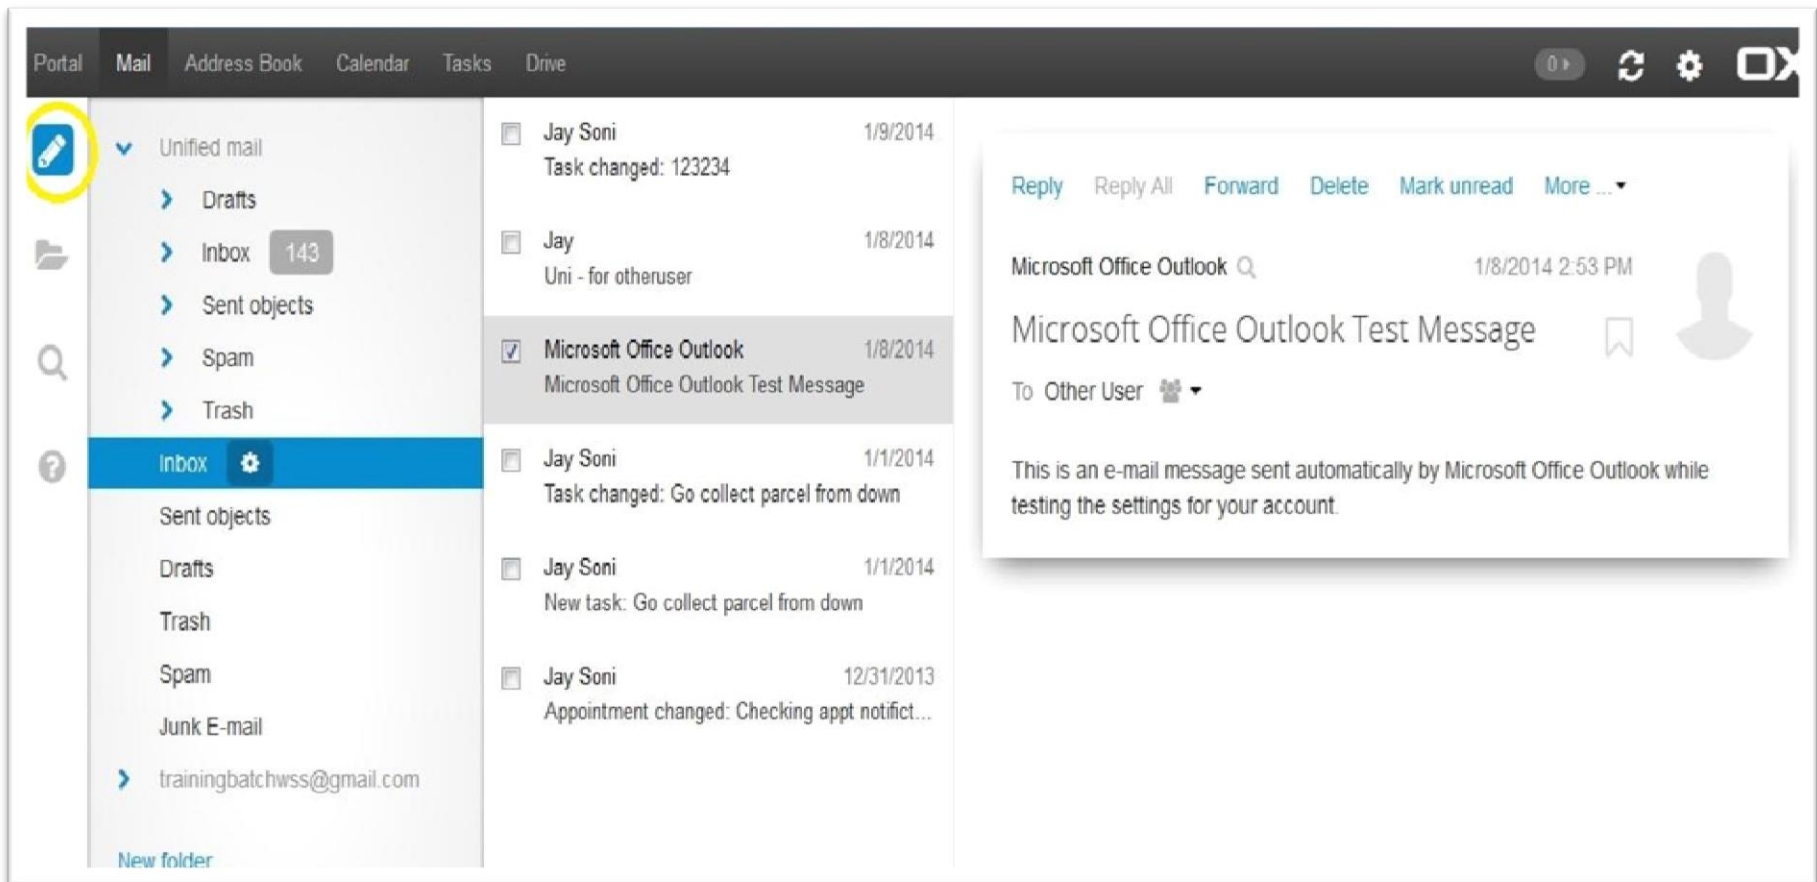 Portal Mail Address Book Calendar Tasks Drive 0 OX
Unified mail
Drafts
Inbox 143
Sent objects
Spam
Trash
Inbox
Sent objects
Drafts
Trash
Spam
Junk E-mail
trainingbatchwss@gmail.com
New folder
Jay Soni 1/9/2014
Task changed: 123234
Jay 1/8/2014
Uni - for otheruser
Microsoft Office Outlook 1/8/2014
Microsoft Office Outlook Test Message
Jay Soni 1/1/2014
Task changed: Go collect parcel from down
Jay Soni 1/1/2014
New task: Go collect parcel from down
Jay Soni 12/31/2013
Appointment changed: Checking appt notifict...
Reply Reply All Forward Delete Mark unread More ...
Microsoft Office Outlook 1/8/2014 2:53 PM
Microsoft Office Outlook Test Message
To Other User
This is an e-mail message sent automatically by Microsoft Office Outlook while
testing the settings for your account.